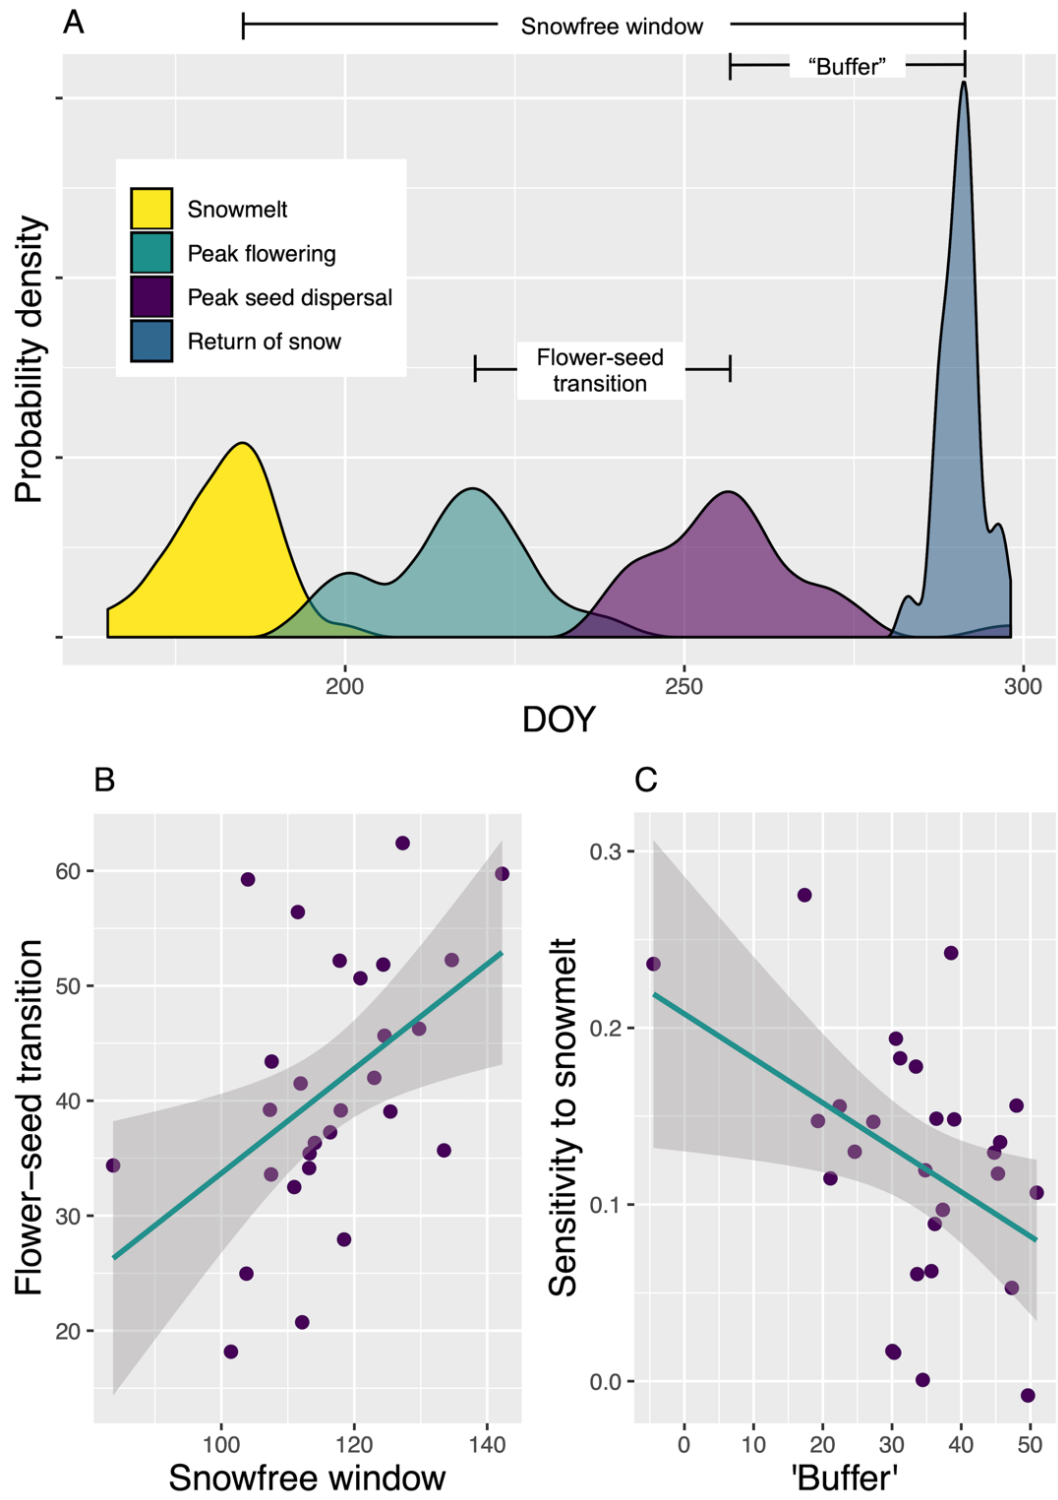 A
Snowfree window
“Buffer”
Snowmelt
Peak flowering
Peak seed dispersal
Return of snow
Flower-seed
transition
Probability density
200 250 300
DOY
B
Flower–seed transition
60
50
40
30
20
100 120 140
Snowfree window
C
Sensitivity to snowmelt
0.3
0.2
0.1
0.0
0 10 20 30 40 50
'Buffer'